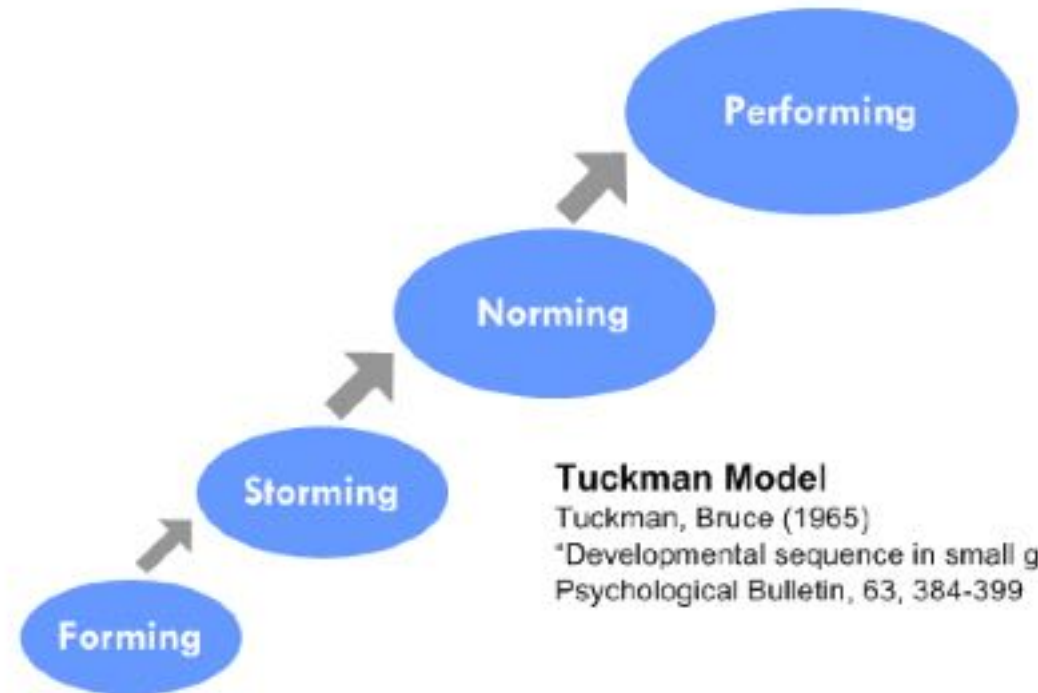 Performing
Norming
Storming
Forming
Tuckman Model
Tuckman, Bruce (1965)
"Developmental sequence in small g
Psychological Bulletin, 63, 384-399